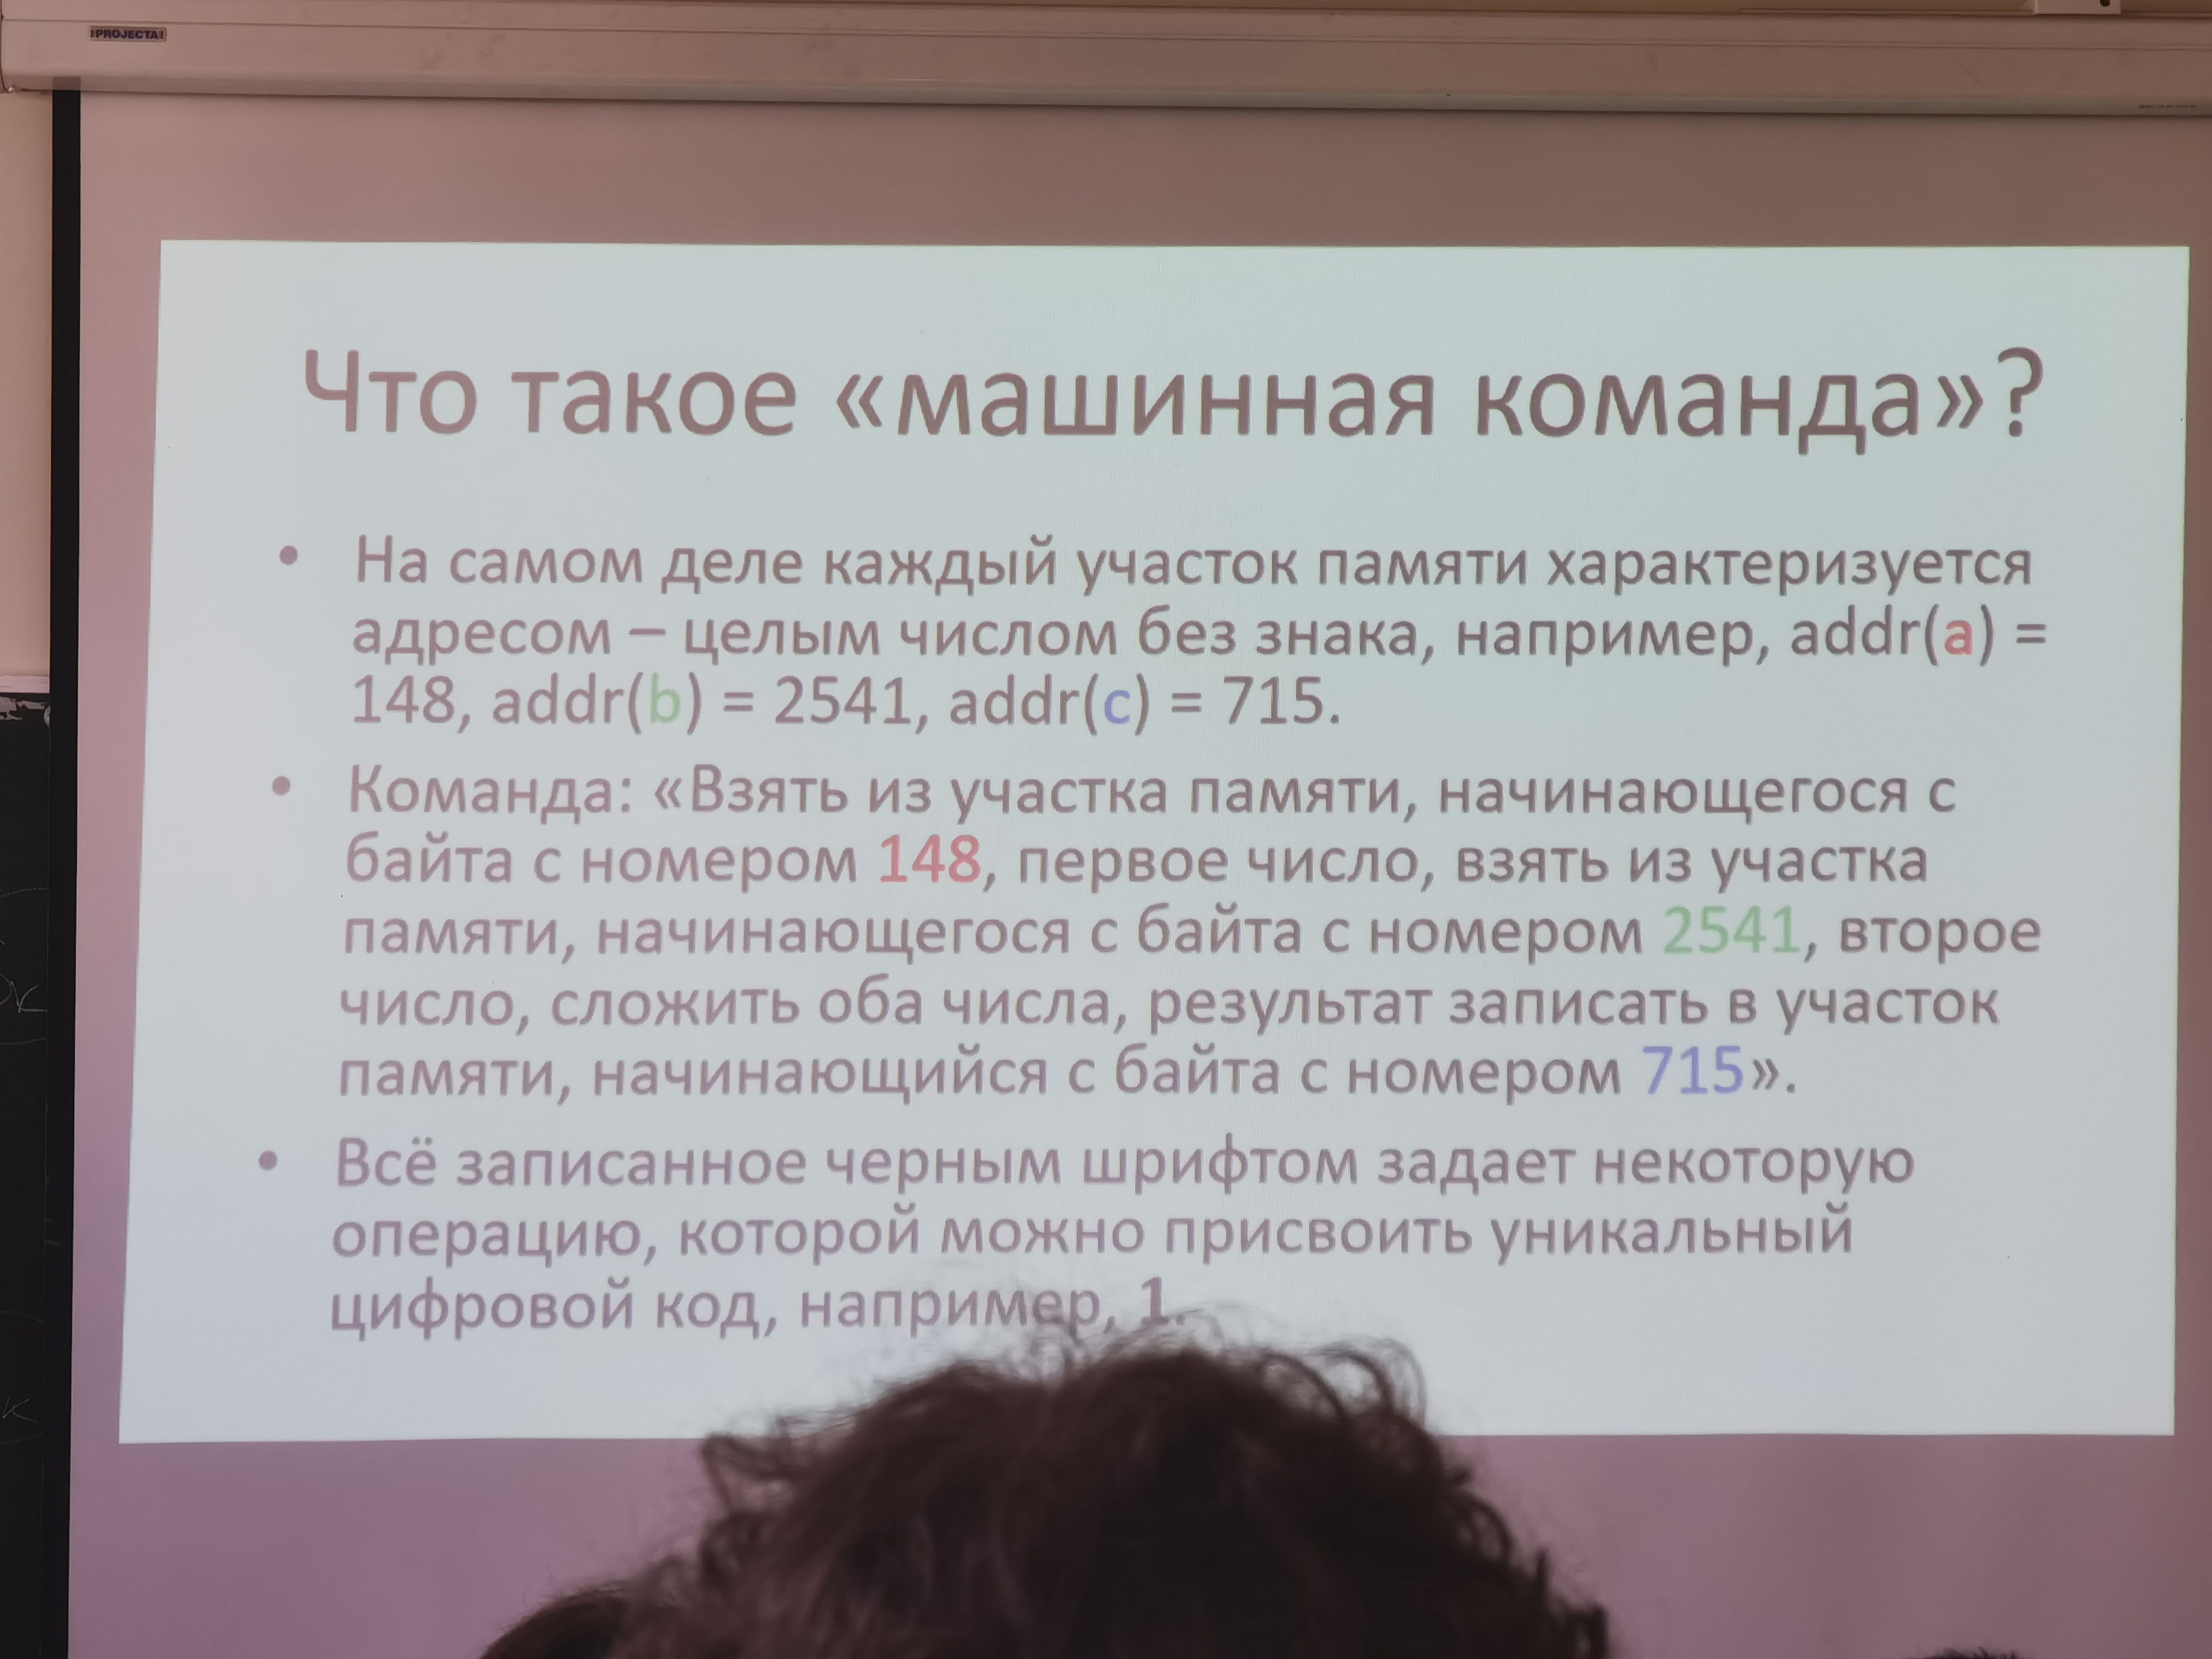 PROJECTA
Что такое «машинная команда»?
• На самом деле каждый участок памяти характеризуется
адресом – целым числом без знака, например, addr(a) =
148, addr(b) = 2541, addr(c) = 715.
• Команда: «Взять из участка памяти, начинающегося с
байта с номером 148, первое число, взять из участка
памяти, начинающегося с байта с номером 2541, второе
число, сложить оба числа, результат записать в участок
памяти, начинающийся с байта с номером 715».
• Всё записанное черным шрифтом задает некоторую
операцию, которой можно присвоить уникальный
цифровой код, например, 1.